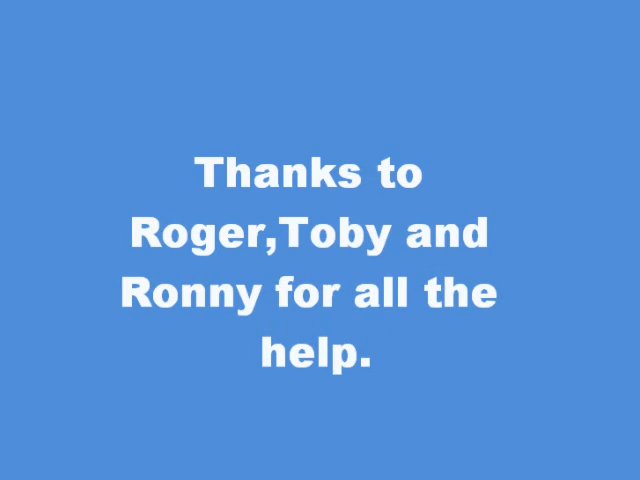 Thanks to
Roger,Toby and
Ronny for all the
help.